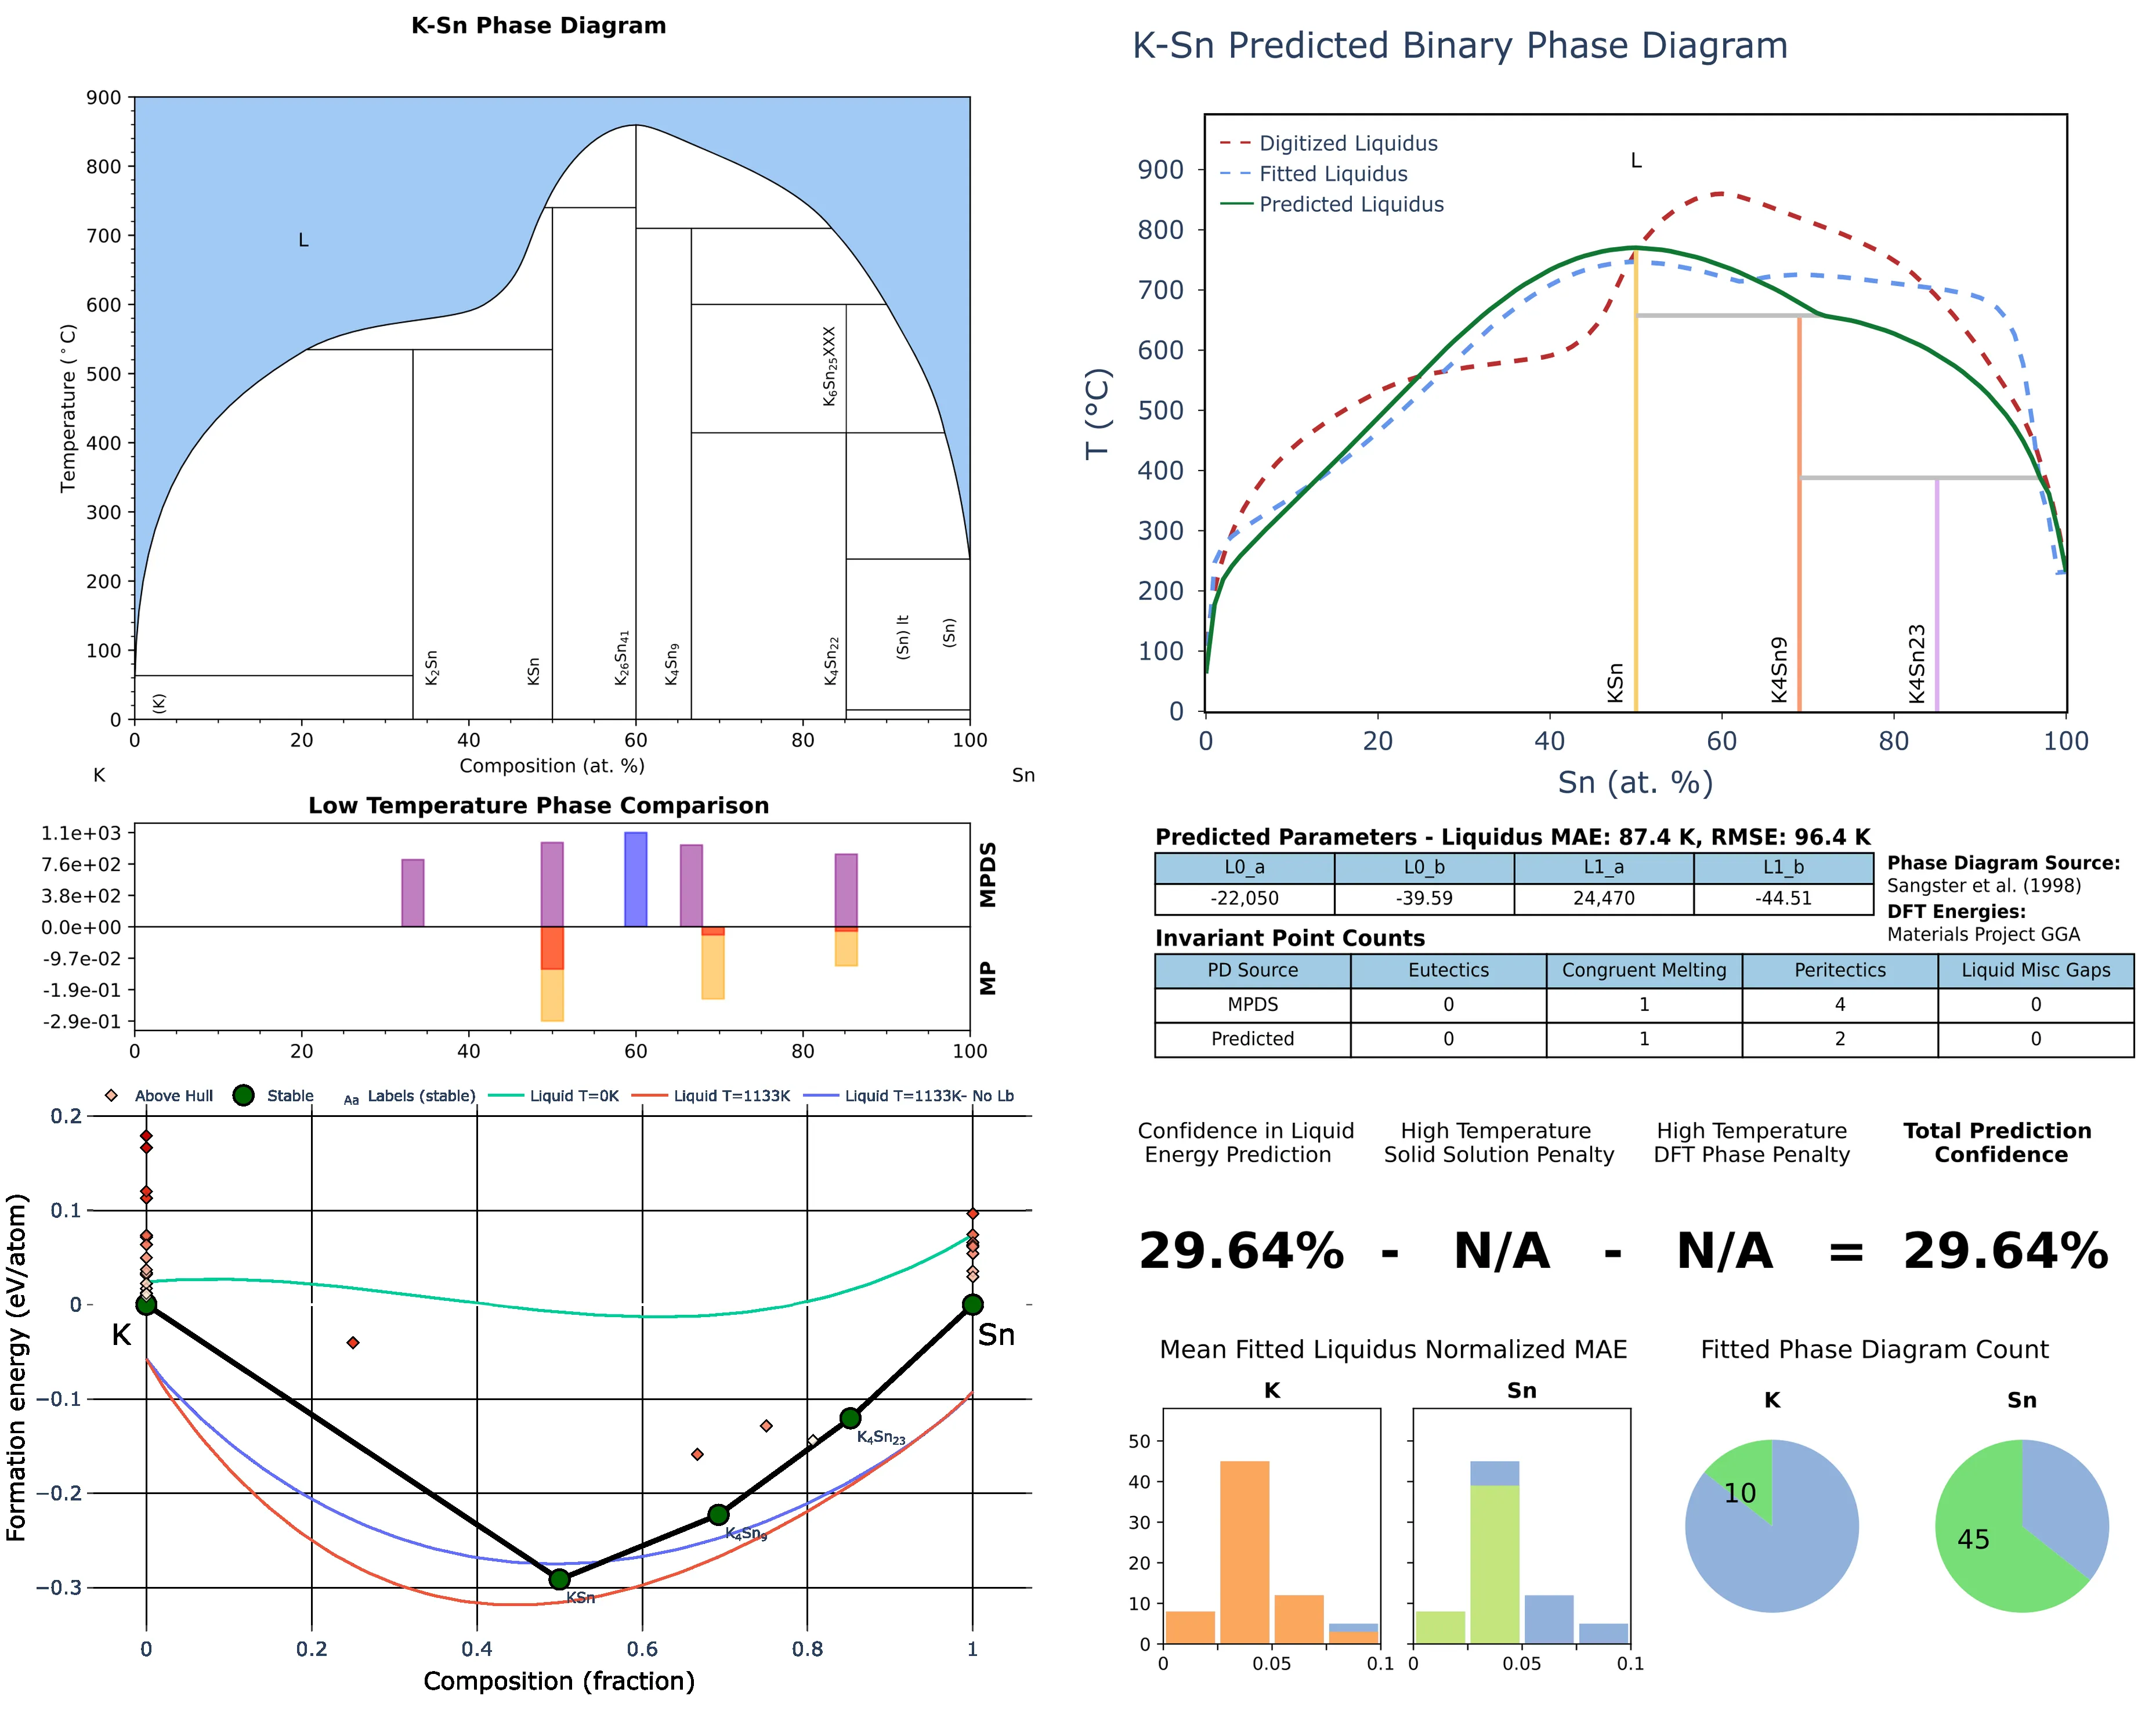 K-Sn Phase Diagram
900
800
700
600
500
400
300
200
100
0
Temperature (°C)
L
(K)
K₂Sn
KSn
K₂₆Sn₄₁
K₄Sn₉
K₆Sn₂₅XXX
K₄Sn₂₂
(Sn) lt
(Sn)
0 20 40 60 80 100
Composition (at. %)
K Sn
Low Temperature Phase Comparison
1.1e+03
7.6e+02
3.8e+02
0.0e+00
-9.7e-02
-1.9e-01
-2.9e-01
MPDS
MP
0 20 40 60 80 100
Above Hull Stable Aa Labels (stable) Liquid T=0K Liquid T=1133K Liquid T=1133K- No Lb
0.2
0.1
0
−0.1
−0.2
−0.3
Formation energy (eV/atom)
K
Sn
K₄Sn₂₃
K₄Sn₉
KSn
0 0.2 0.4 0.6 0.8 1
Composition (fraction)
K-Sn Predicted Binary Phase Diagram
Digitized Liquidus
Fitted Liquidus
Predicted Liquidus
L
900
800
700
600
500
400
300
200
100
0
T (°C)
KSn
K4Sn9
K4Sn23
0 20 40 60 80 100
Sn (at. %)
Predicted Parameters - Liquidus MAE: 87.4 K, RMSE: 96.4 K
L0_a L0_b L1_a L1_b
-22,050 -39.59 24,470 -44.51
Phase Diagram Source:
Sangster et al. (1998)
DFT Energies:
Materials Project GGA
Invariant Point Counts
PD Source Eutectics Congruent Melting Peritectics Liquid Misc Gaps
MPDS 0 1 4 0
Predicted 0 1 2 0
Confidence in Liquid
Energy Prediction
High Temperature
Solid Solution Penalty
High Temperature
DFT Phase Penalty
Total Prediction
Confidence
29.64% - N/A - N/A = 29.64%
Mean Fitted Liquidus Normalized MAE
K
Sn
50
40
30
20
10
0
0 0.05 0.1
0 0.05 0.1
Fitted Phase Diagram Count
K
Sn
10
45